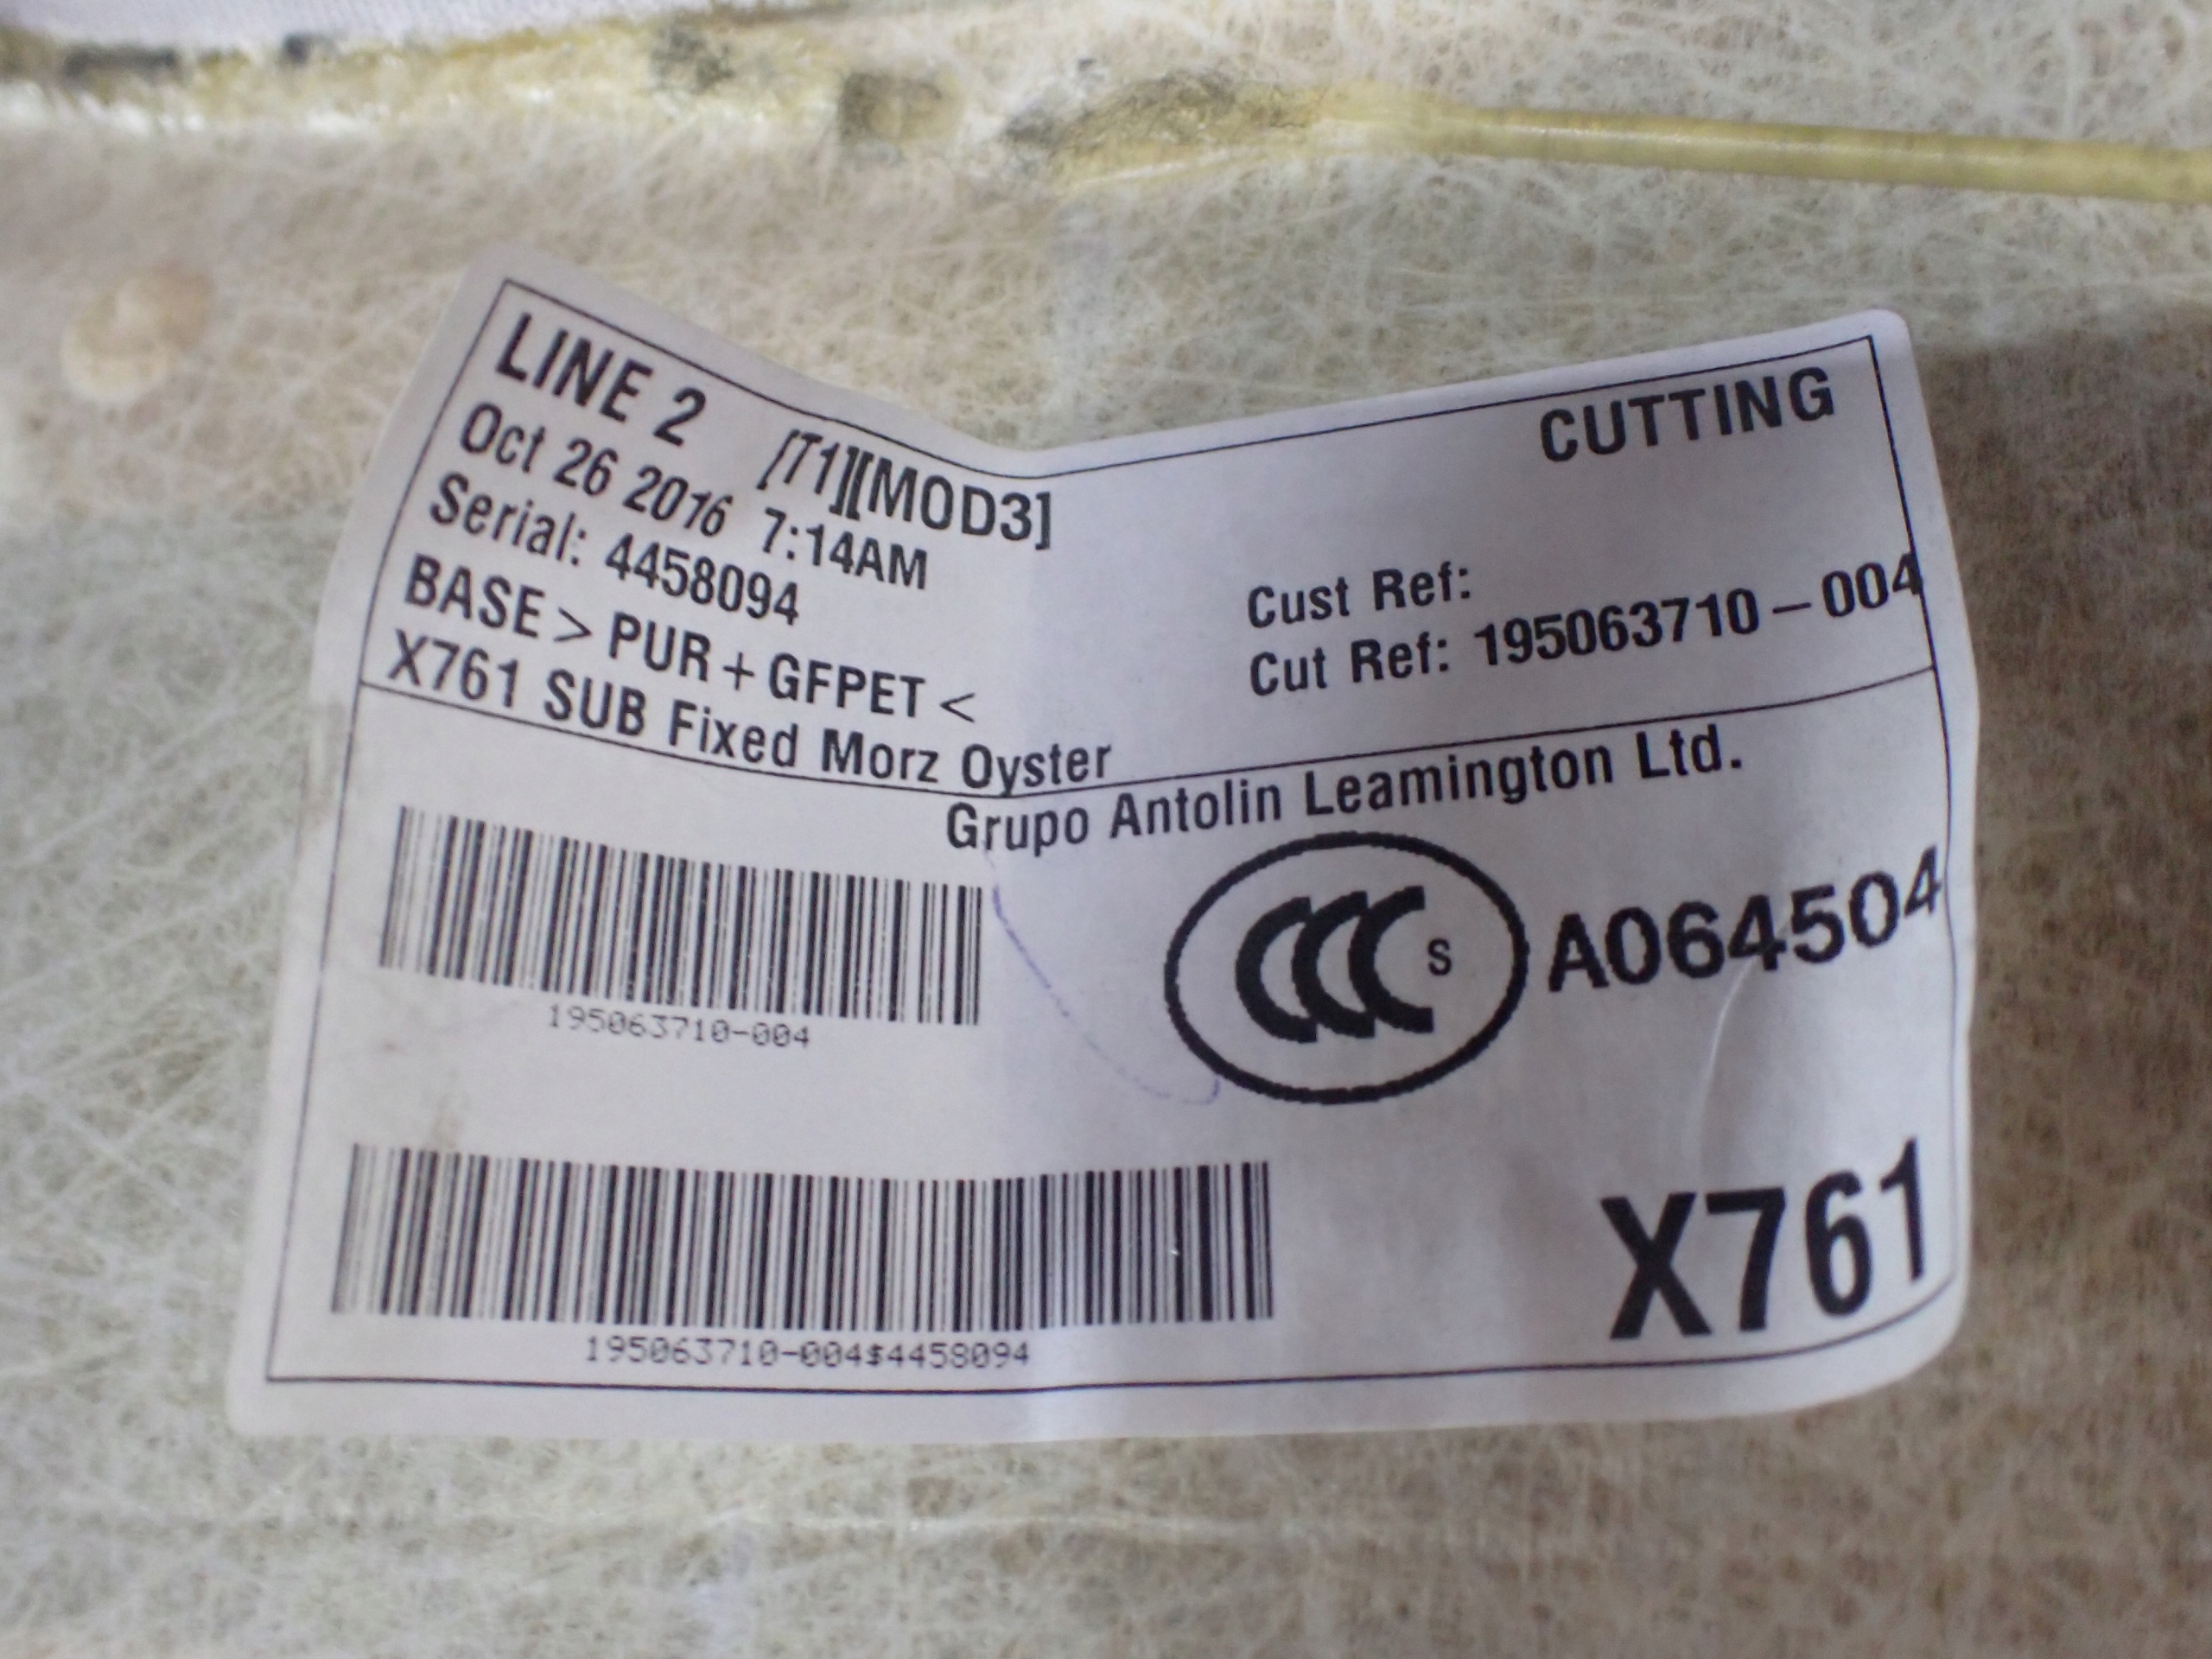 LINE 2 [T1][MOD3] CUTTING
Oct 26 2016 7:14AM
Serial: 4458094 Cust Ref:
BASE > PUR + GFPET < Cut Ref: 195063710-004
X761 SUB Fixed Morz Oyster
Grupo Antolin Leamington Ltd.
CCC S A064504
195063710-004
X761
195063710-004$4458094